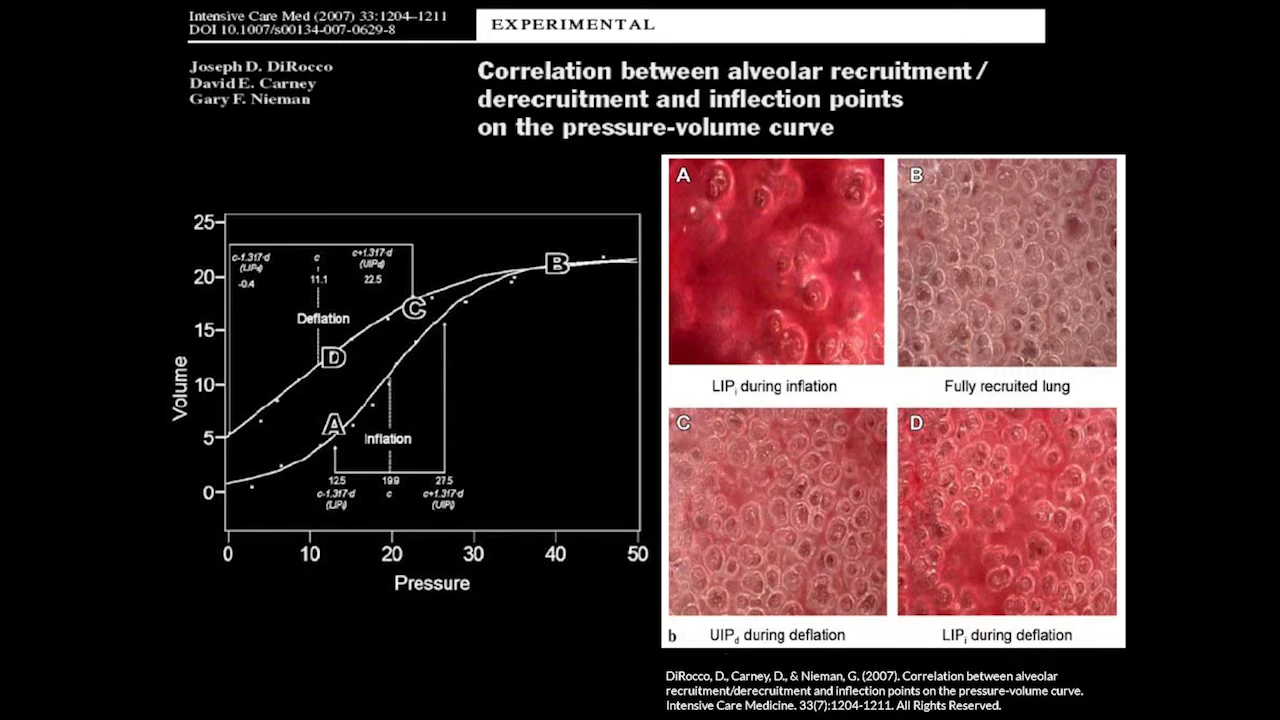 Intensive Care Med (2007) 33:1204–1211
DOI 10.1007/s00134-007-0629-8
EXPERIMENTAL
Joseph D. DiRocco
David E. Carney
Gary F. Nieman
Correlation between alveolar recruitment/
derecruitment and inflection points
on the pressure-volume curve
25
20
15
10
5
0
Volume
c-1.317·d
(LIPd)
-0.4
c
11.1
c+1.317·d
(UIPd)
22.5
Deflation
B
C
D
A
Inflation
12.5
c-1.317·d
(LIPi)
19.9
c
27.5
c+1.317·d
(UIPi)
0 10 20 30 40 50
Pressure
A
B
LIPi during inflation
Fully recruited lung
C
D
b
UIPd during deflation
LIPi during deflation
DiRocco, D., Carney, D., & Nieman, G. (2007). Correlation between alveolar
recruitment/derecruitment and inflection points on the pressure-volume curve.
Intensive Care Medicine. 33(7):1204-1211. All Rights Reserved.